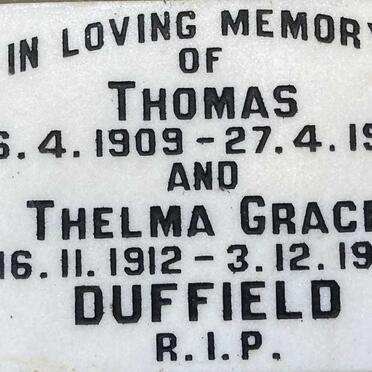 IN LOVING MEMORY
OF
THOMAS
6.4.1909 - 27.4.19
AND
THELMA GRACE
16.11.1912 - 3.12.19
DUFFIELD
R.I.P.